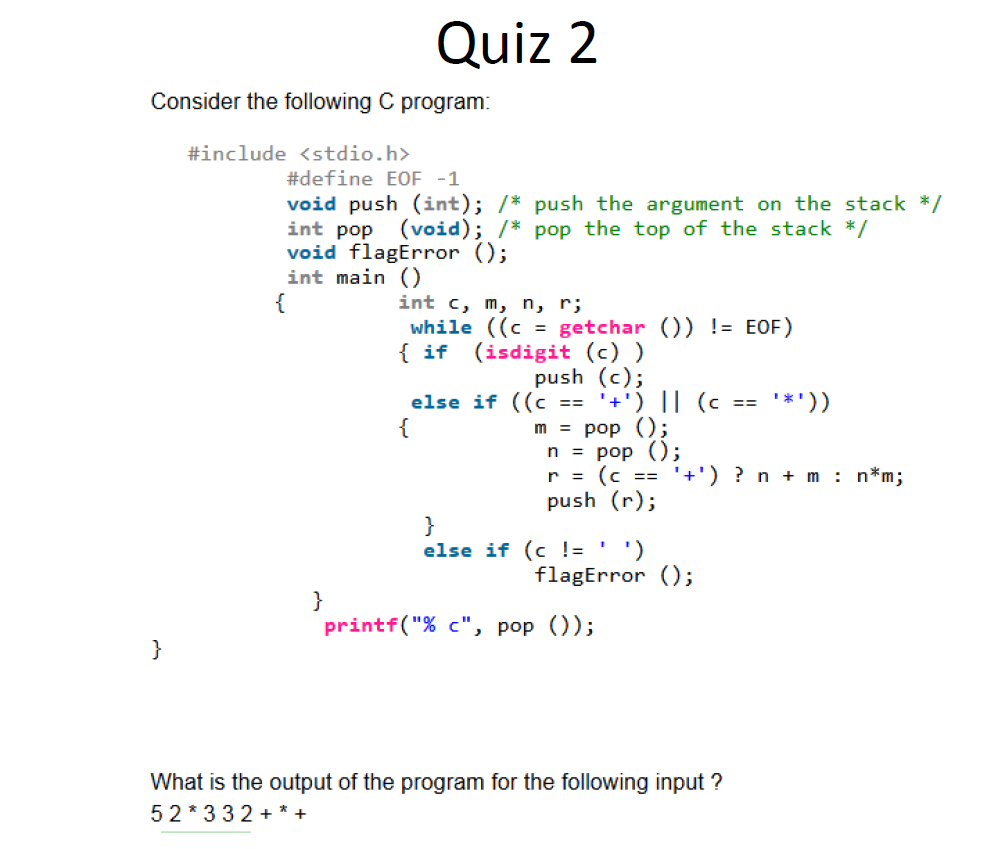 Quiz 2
Consider the following C program:
#include <stdio.h>
#define EOF -1
void push (int); /* push the argument on the stack */
int pop  (void); /* pop the top of the stack */
void flagError ();
int main ()
{         int c, m, n, r;
while ((c = getchar ()) != EOF)
{ if  (isdigit (c) )
push (c);
else if ((c == '+') || (c == '*'))
{          m = pop ();
n = pop ();
r = (c == '+') ? n + m : n*m;
push (r);
}
else if (c != ' ')
flagError ();
}
printf("% c", pop ());
}
What is the output of the program for the following input ?
5 2 * 3 3 2 + * +